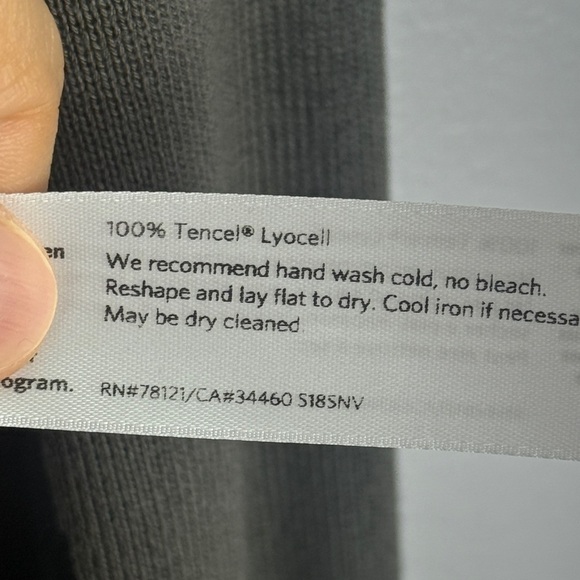 100% Tencel® Lyocell
en
We recommend hand wash cold, no bleach.
Reshape and lay flat to dry. Cool iron if necessa
May be dry cleaned
ogram.
RN#78121/CA#34460 S185NV